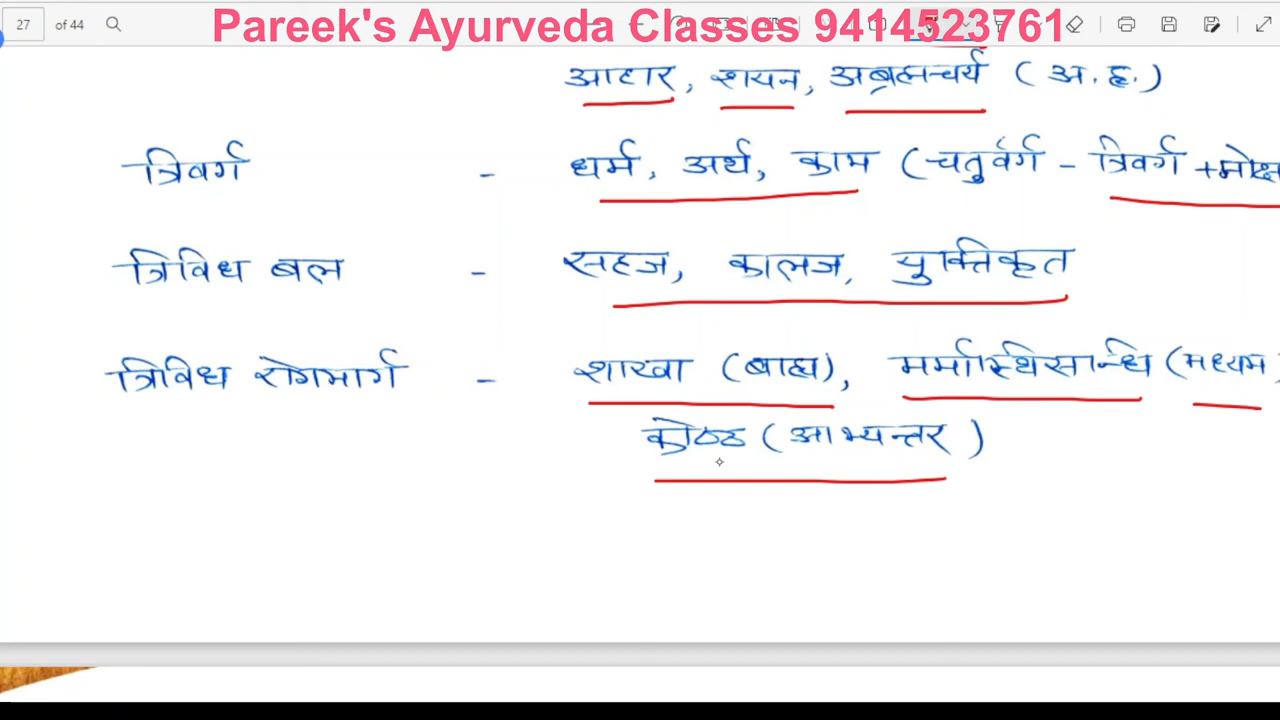 Pareek's Ayurveda Classes 9414523761
27 of 44
आहार, शयन, अब्रह्मचर्य (अ.हृ.)
त्रिवर्ग - धर्म, अर्थ, काम (चतुर्वर्ग - त्रिवर्ग +मोक्ष
त्रिविध बल - सहज, कालज, युक्तिकृत
त्रिविध रोगमार्ग - शाखा (बाह्य), मर्मास्थिसन्धि (मध्यम)
कोष्ठ (आभ्यन्तर)